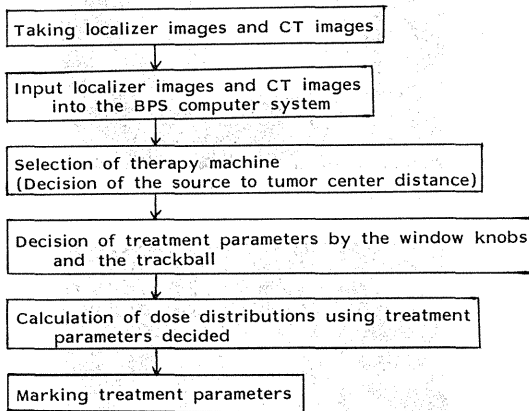 Taking localizer images and CT images
Input localizer images and CT images
into the BPS computer system
Selection of therapy machine
(Decision of the source to tumor center distance)
Decision of treatment parameters by the window knobs
and the trackball
Calculation of dose distributions using treatment
parameters decided
Marking treatment parameters